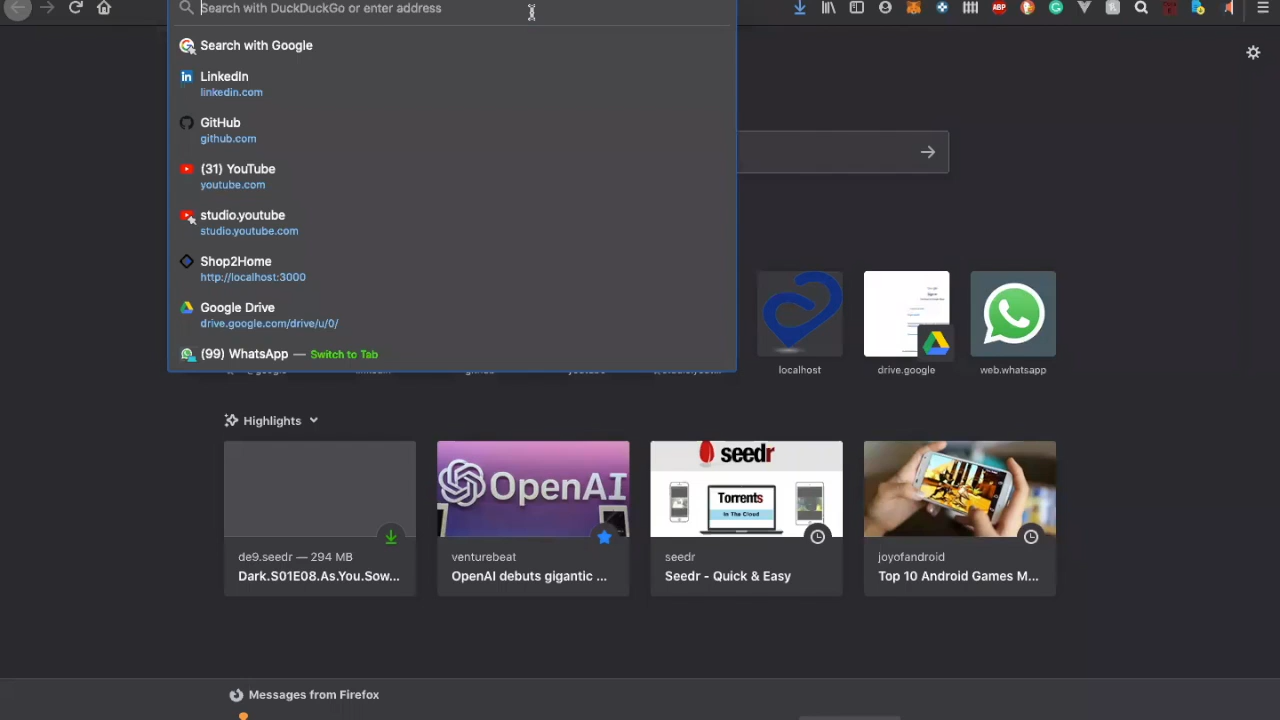 Search with DuckDuckGo or enter address
ABP
Search with Google
LinkedIn
linkedin.com
GitHub
github.com
(31) YouTube
youtube.com
studio.youtube
studio.youtube.com
Shop2Home
http://localhost:3000
Google Drive
drive.google.com/drive/u/0/
(99) WhatsApp — Switch to Tab
localhost
drive.google
web.whatsapp
Highlights
OpenAI
seedr
Torrents
In The Cloud
de9.seedr — 294 MB
Dark.S01E08.As.You.Sow...
venturebeat
OpenAI debuts gigantic ...
seedr
Seedr - Quick & Easy
joyofandroid
Top 10 Android Games M...
Messages from Firefox